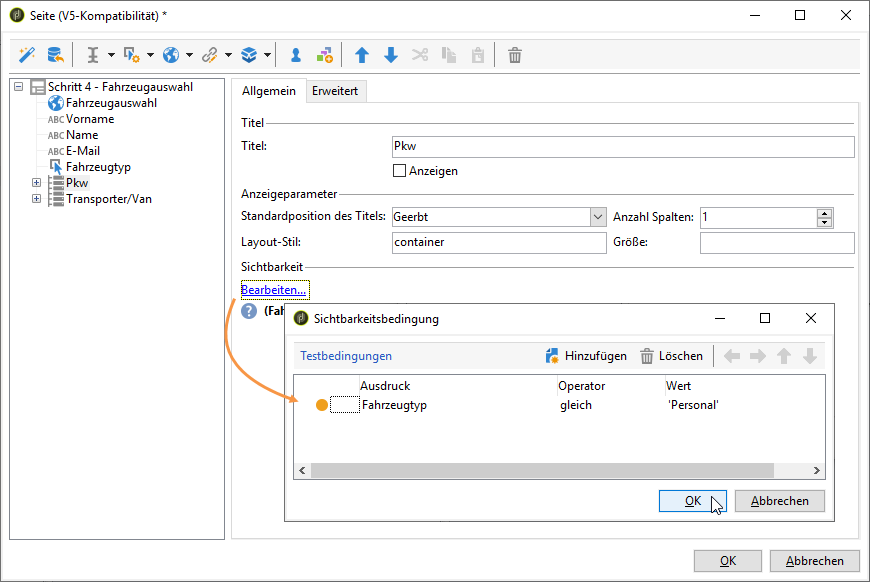 Seite (V5-Kompatibilität) *
Schritt 4 - Fahrzeugauswahl
Fahrzeugauswahl
ABC Vorname
ABC Name
ABC E-Mail
Fahrzeugtyp
Pkw
Transporter/Van
Allgemein Erweitert
Titel
Titel: Pkw
Anzeigen
Anzeigeparameter
Standardposition des Titels: Geerbt Anzahl Spalten: 1
Layout-Stil: container Größe:
Sichtbarkeit
Bearbeiten...
? (Fah
Sichtbarkeitsbedingung
Testbedingungen Hinzufügen Löschen
Ausdruck Operator Wert
Fahrzeugtyp gleich 'Personal'
OK Abbrechen
OK Abbrechen